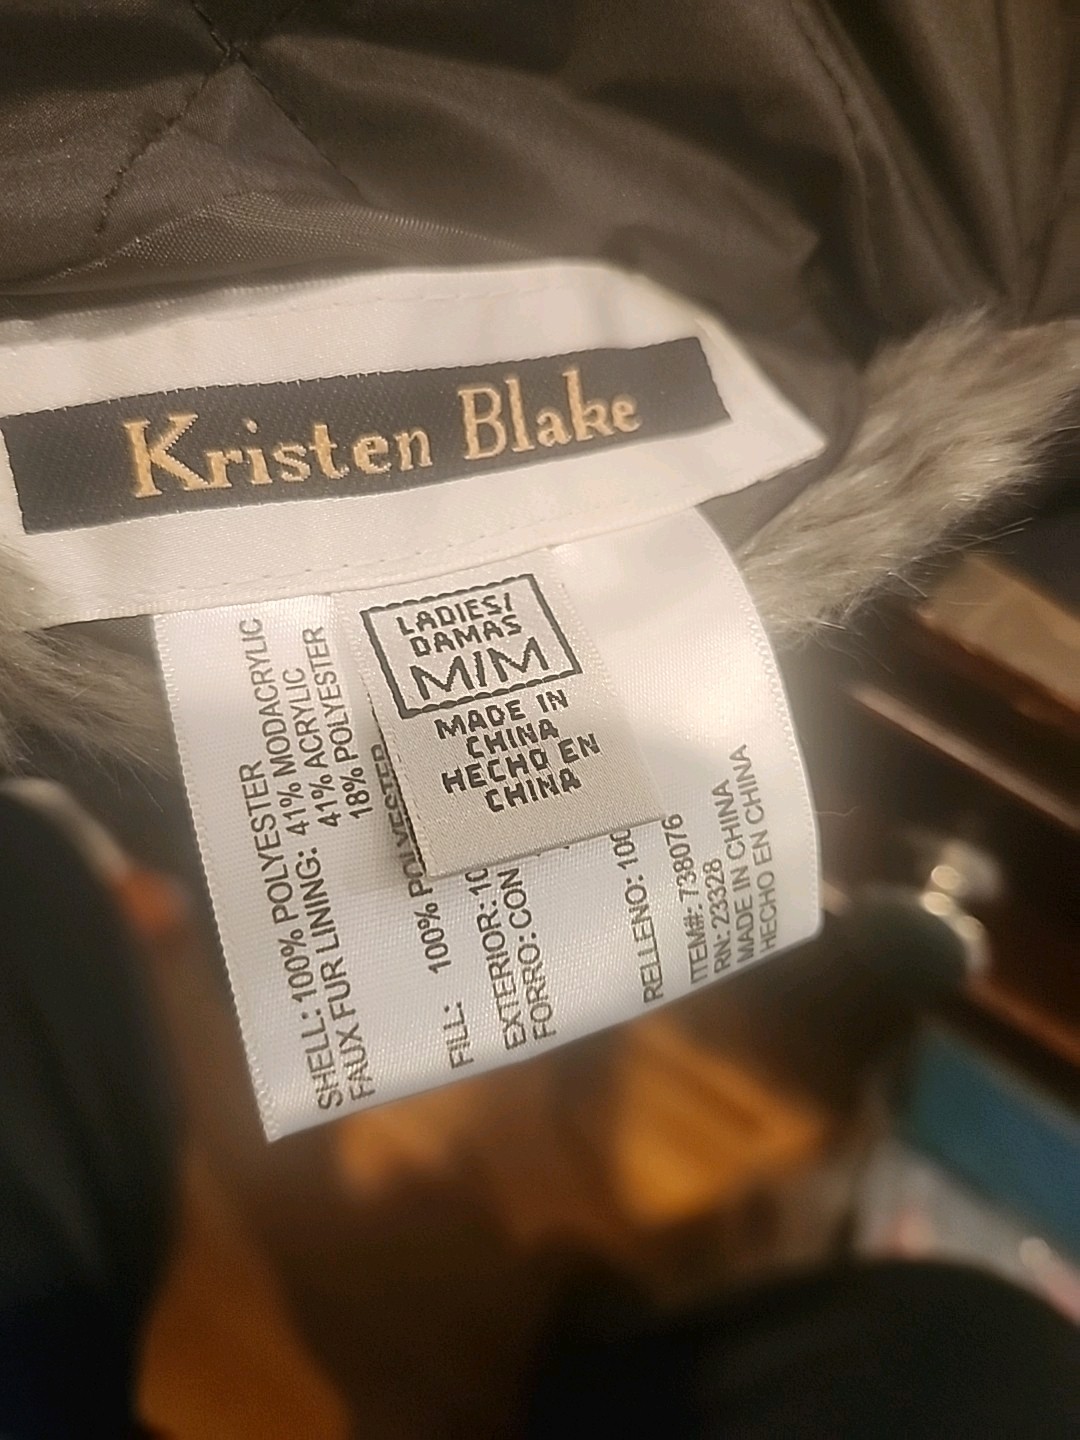 Kristen Blake
LADIES/
DAMAS
M/M
MADE IN
CHINA
HECHO EN
CHINA
SHELL: 100% POLYESTER
FAUX FUR LINING: 41% MODACRYLIC
41% ACRYLIC
18% POLYESTER
100% POLYESTER
FILL:
EXTERIOR:
FORRO: CON
RELLENO:
ITEM#: 738076
RN: 23328
MADE IN CHINA
HECHO EN CHINA